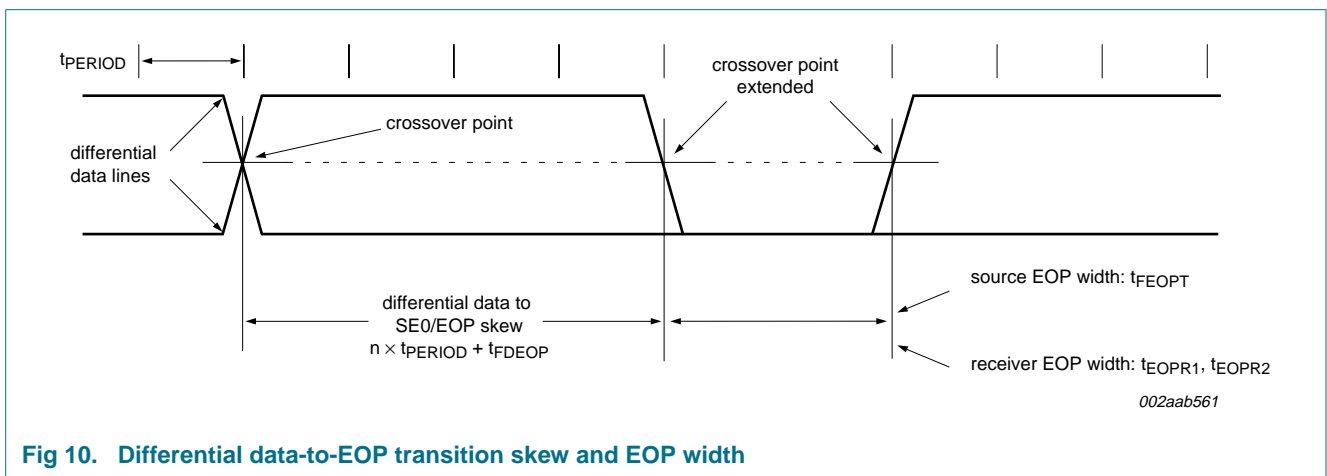 tPERIOD
crossover point
extended
crossover point
differential
data lines
source EOP width: tFEOPT
differential data to
SE0/EOP skew
n × tPERIOD + tFDEOP
receiver EOP width: tEOPR1, tEOPR2
002aab561
Fig 10. Differential data-to-EOP transition skew and EOP width